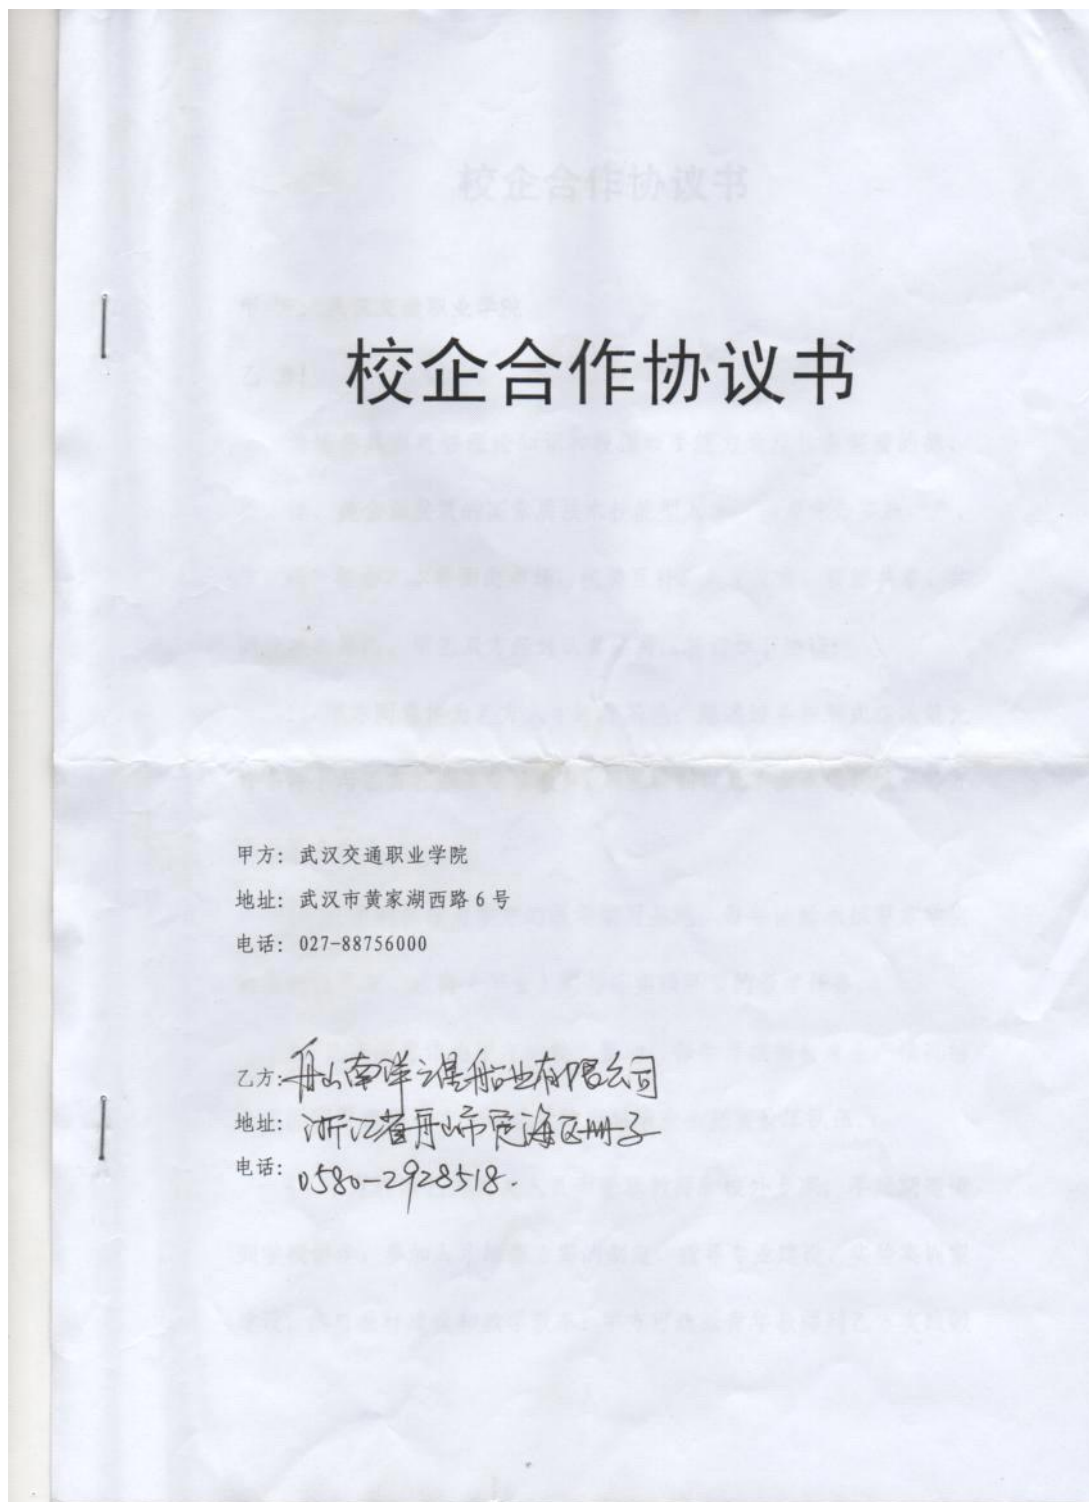 校企合作协议书
甲方：武汉交通职业学院
地址：武汉市黄家湖西路6号
电话：027-88756000
乙方：舟山南洋之星船业有限公司
地址：浙江省舟山市定海区册子
电话：0580-2928518.